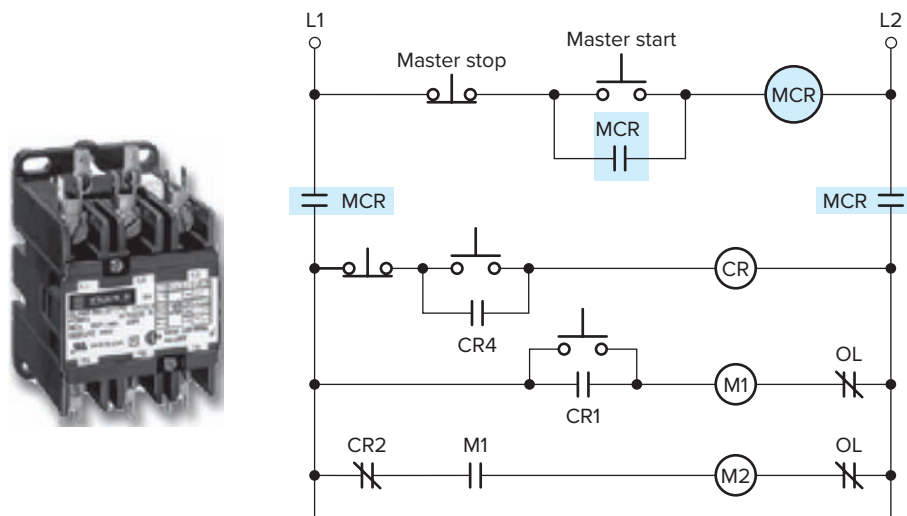 L1 L2
Master start
Master stop
MCR
MCR
MCR MCR
CR
CR4
OL
M1
CR1
CR2 M1 OL
M2